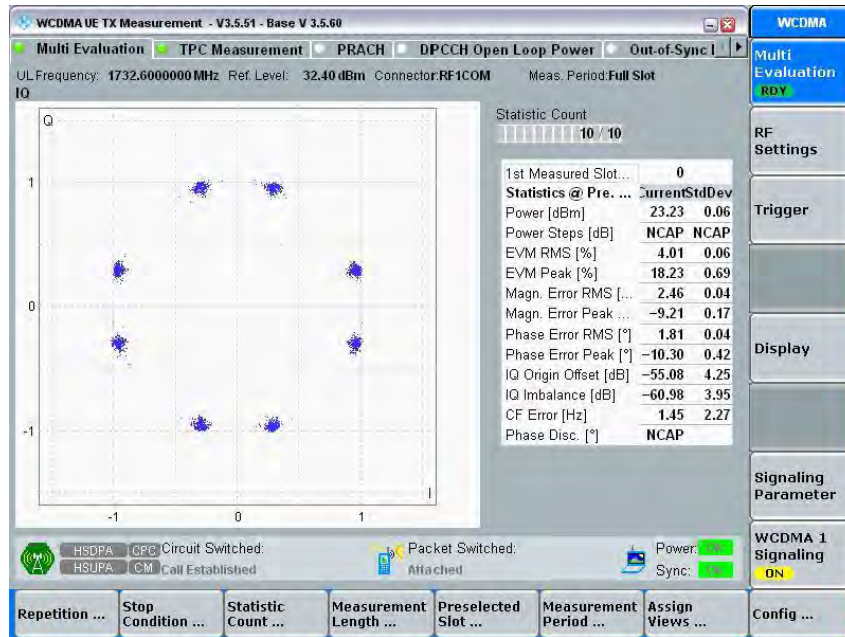 WCDMA UE TX Measurement - V3.5.51 - Base V 3.5.60
WCDMA
Multi Evaluation TPC Measurement PRACH DPCCH Open Loop Power Out-of-Sync
UL Frequency: 1732.6000000 MHz Ref. Level: 32.40 dBm Connector:RF1COM Meas. Period:Full Slot
IQ
Multi Evaluation
RDY
RF Settings
Trigger
Display
Signaling Parameter
WCDMA 1 Signaling
ON
Q
1
0
-1
-1 0 1
I
Statistic Count
10 / 10
1st Measured Slot... 0
Statistics @ Pre. ... Current StdDev
Power [dBm] 23.23 0.06
Power Steps [dB] NCAP NCAP
EVM RMS [%] 4.01 0.06
EVM Peak [%] 18.23 0.69
Magn. Error RMS [... 2.46 0.04
Magn. Error Peak ... -9.21 0.17
Phase Error RMS [°] 1.81 0.04
Phase Error Peak [°] -10.30 0.42
IQ Origin Offset [dB] -55.08 4.25
IQ Imbalance [dB] -60.98 3.95
CF Error [Hz] 1.45 2.27
Phase Disc. [°] NCAP
HSDPA CPC Circuit Switched: Packet Switched: Power:
HSUPA CM Call Established Attached Sync:
Repetition ... Stop Condition ... Statistic Count ... Measurement Length ... Preselected Slot ... Measurement Period ... Assign Views ... Config ...